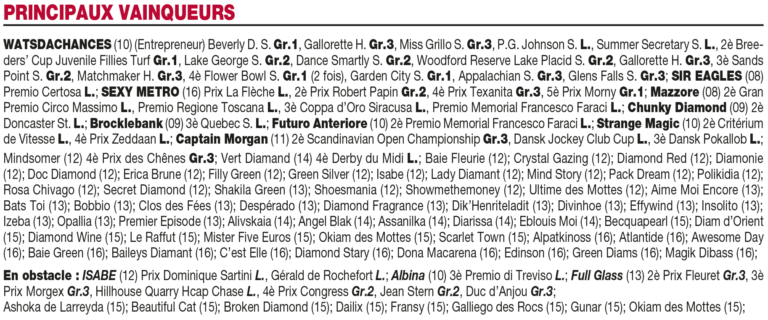 PRINCIPAUX VAINQUEURS
WATSDACHANCES (10) (Entrepreneur) Beverly D. S. Gr.1, Gallorette H. Gr.3, Miss Grillo S. Gr.3, P.G. Johnson S. L., Summer Secretary S. L., 2è Bree-
ders' Cup Juvenile Fillies Turf Gr.1, Lake George S. Gr.2, Dance Smartly S. Gr.2, Woodford Reserve Lake Placid S. Gr.2, Gallorette H. Gr.3, 3è Sands
Point S. Gr.2, Matchmaker H. Gr.3, 4è Flower Bowl S. Gr.1 (2 fois), Garden City S. Gr.1, Appalachian S. Gr.3, Glens Falls S. Gr.3; SIR EAGLES (08)
Premio Certosa L.; SEXY METRO (16) Prix La Flèche L., 2è Prix Robert Papin Gr.2, 4è Prix Texanita Gr.3, 5è Prix Morny Gr.1; Mazzore (08) 2è Gran
Premio Circo Massimo L., Premio Regione Toscana L., 3è Coppa d'Oro Siracusa L., Premio Memorial Francesco Faraci L.; Chunky Diamond (09) 2è
Doncaster St. L.; Brocklebank (09) 3è Quebec S. L.; Futuro Anteriore (10) 2è Premio Memorial Francesco Faraci L.; Strange Magic (10) 2è Critérium
de Vitesse L., 4è Prix Zeddaan L.; Captain Morgan (11) 2è Scandinavian Open Championship Gr.3, Dansk Jockey Club Cup L., 3è Dansk Pokallob L.;
Mindsomer (12) 4è Prix des Chênes Gr.3; Vert Diamand (14) 4è Derby du Midi L.; Baie Fleurie (12); Crystal Gazing (12); Diamond Red (12); Diamonie
(12); Doc Diamond (12); Erica Brune (12); Filly Green (12); Green Silver (12); Isabe (12); Lady Diamant (12); Mind Story (12); Pack Dream (12); Polikidia (12);
Rosa Chivago (12); Secret Diamond (12); Shakila Green (13); Shoesmania (12); Showmethemoney (12); Ultime des Mottes (12); Aime Moi Encore (13);
Bats Toi (13); Bobbio (13); Clos des Fées (13); Despérado (13); Diamond Fragrance (13); Dik'Henriteladit (13); Divinhoe (13); Effywind (13); Insolito (13);
Izeba (13); Opallia (13); Premier Episode (13); Alivskaia (14); Angel Blak (14); Assanilka (14); Diarissa (14); Eblouis Moi (14); Becquapearl (15); Diam d'Orient
(15); Diamond Wine (15); Le Raffut (15); Mister Five Euros (15); Okiam des Mottes (15); Scarlet Town (15); Alpatkinoss (16); Atlantide (16); Awesome Day
(16); Baie Green (16); Baileys Diamant (16); C'est Elle (16); Diamond Stary (16); Dona Macarena (16); Edinson (16); Green Diams (16); Magik Dibass (16);
En obstacle : ISABE (12) Prix Dominique Sartini L., Gérald de Rochefort L.; Albina (10) 3è Premio di Treviso L.; Full Glass (13) 2è Prix Fleuret Gr.3, 3è
Prix Morgex Gr.3, Hillhouse Quarry Hcap Chase L., 4è Prix Congress Gr.2, Jean Stern Gr.2, Duc d'Anjou Gr.3;
Ashoka de Larreyda (15); Beautiful Cat (15); Broken Diamond (15); Dailix (15); Fransy (15); Galliego des Rocs (15); Gunar (15); Okiam des Mottes (15);